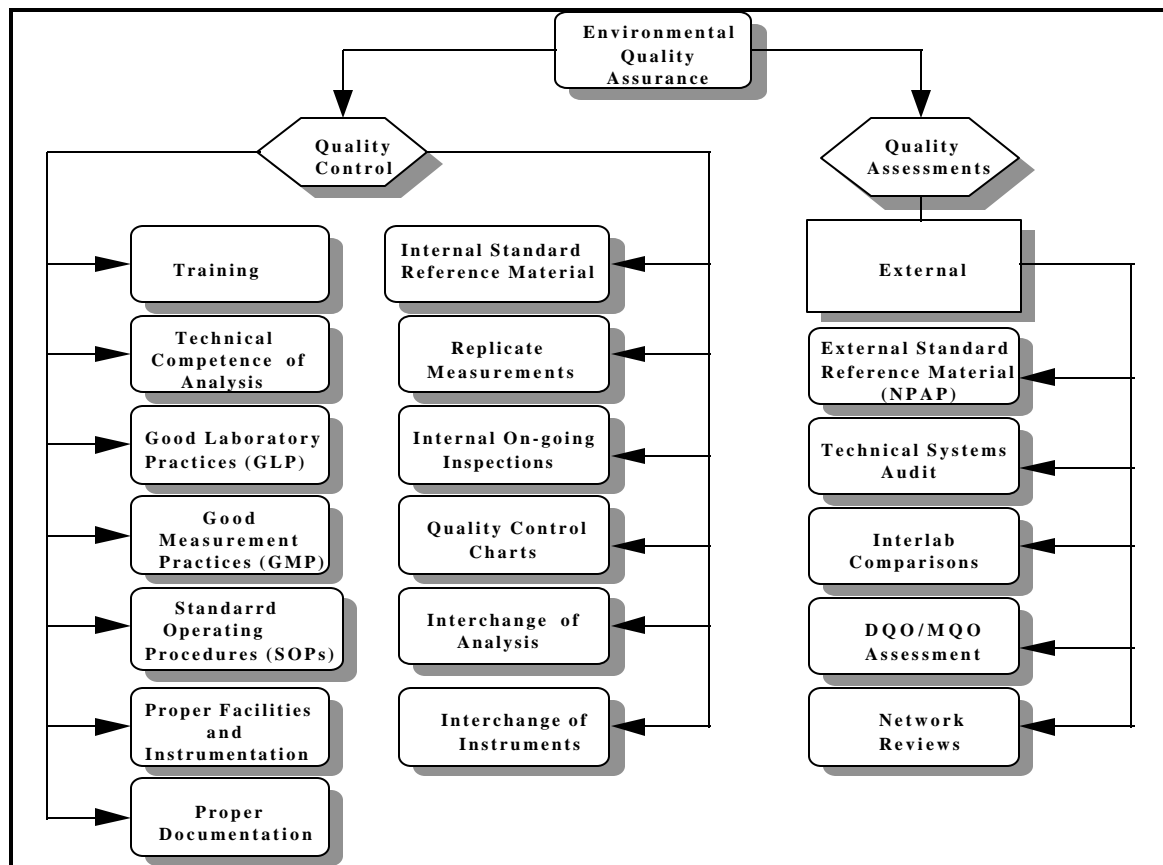 Environmental
Quality
Assurance
Quality
Control
Quality
Assessments
Training
Technical
Competence of
Analysis
Good Laboratory
Practices (GLP)
Good
Measurement
Practices (GMP)
Standarrd
Operating
Procedures (SOPs)
Proper Facilities
and
Instrumentation
Proper
Documentation
Internal Standard
Reference Material
Replicate
Measurements
Internal On-going
Inspections
Quality Control
Charts
Interchange of
Analysis
Interchange of
Instruments
External
External Standard
Reference Material
(NPAP)
Technical Systems
Audit
Interlab
Comparisons
DQO/MQO
Assessment
Network
Reviews